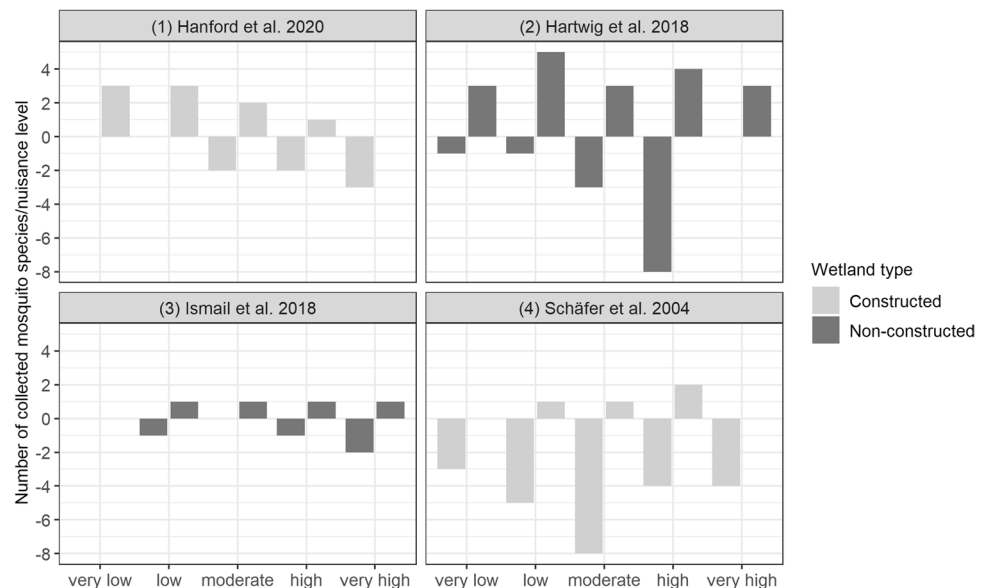 (1) Hanford et al. 2020
(2) Hartwig et al. 2018
4
2
0
-2
-4
-6
-8
Number of collected mosquito species/nuisance level
(3) Ismail et al. 2018
(4) Schäfer et al. 2004
4
2
0
-2
-4
-6
-8
very low low moderate high very high
very low low moderate high very high
Wetland type
Constructed
Non-constructed